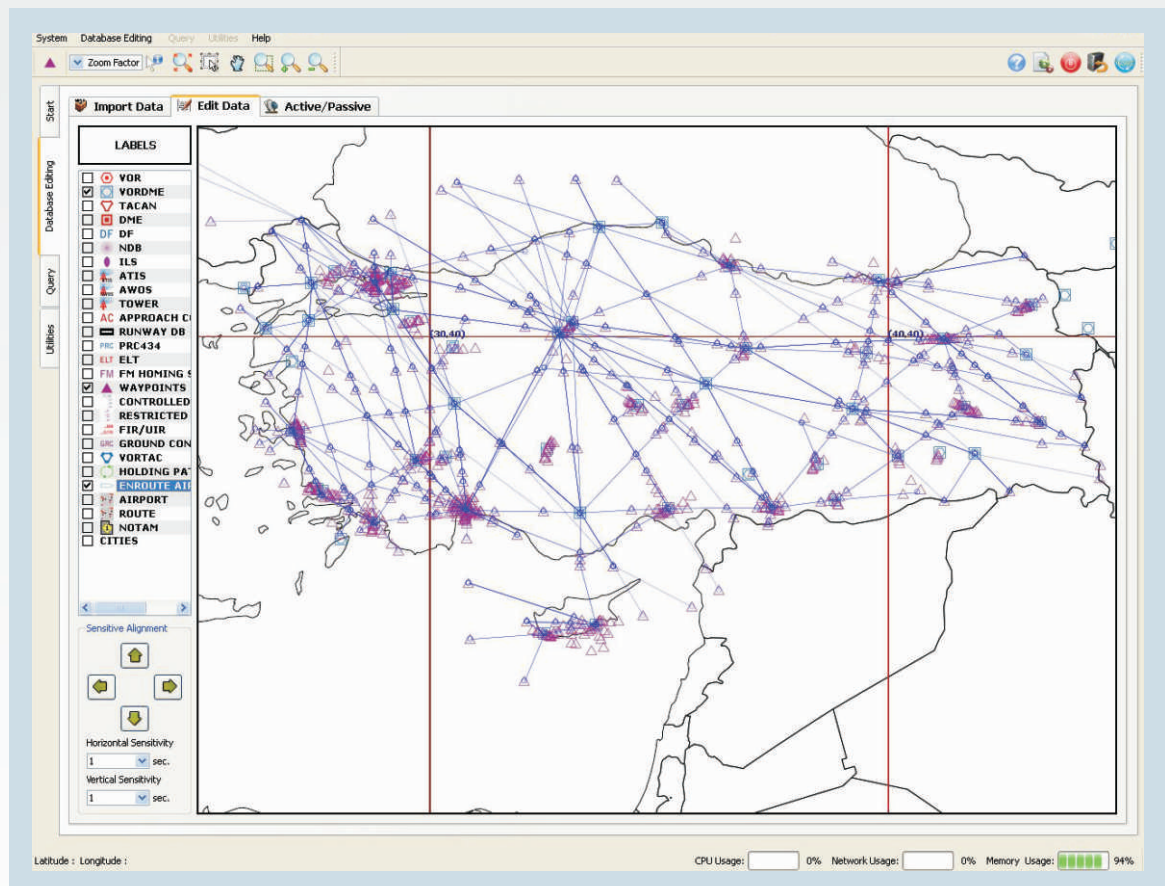 System Database Editing Query Utilities Help
Zoom Factor
Start
Database Editing
Query
Utilities
Import Data Edit Data Active/Passive
LABELS
VOR
VORDME
TACAN
DME
DF DF
NDB
ILS
ATIS
AWOS
TOWER
AC APPROACH C
RUNWAY DB
PRC PRC434
ELT ELT
FM FM HOMING S
WAYPOINTS
CONTROLLED
RESTRICTED
FIR/UIR
GRC GROUND CON
VORTAC
HOLDING PA
ENROUTE AIR
AIRPORT
ROUTE
NOTAM
CITIES
(30,40)
(40,40)
Sensitive Alignment
Horizontal Sensitivity
1 sec.
Vertical Sensitivity
1 sec.
Latitude : Longitude :
CPU Usage: 0% Network Usage: 0% Memory Usage: 94%